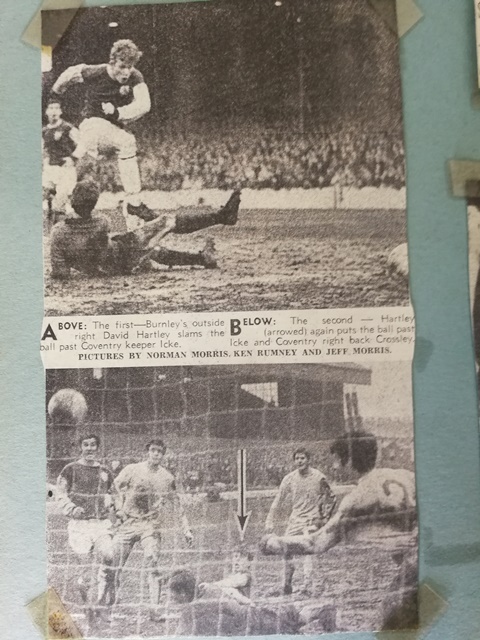 ABOVE: The first—Burnley's outside
right David Hartley slams the
ball past Coventry keeper Icke.
BELOW: The second — Hartley
(arrowed) again puts the ball past
Icke and Coventry right back Crossley.
PICTURES BY NORMAN MORRIS, KEN RUMNEY AND JEFF MORRIS.
2